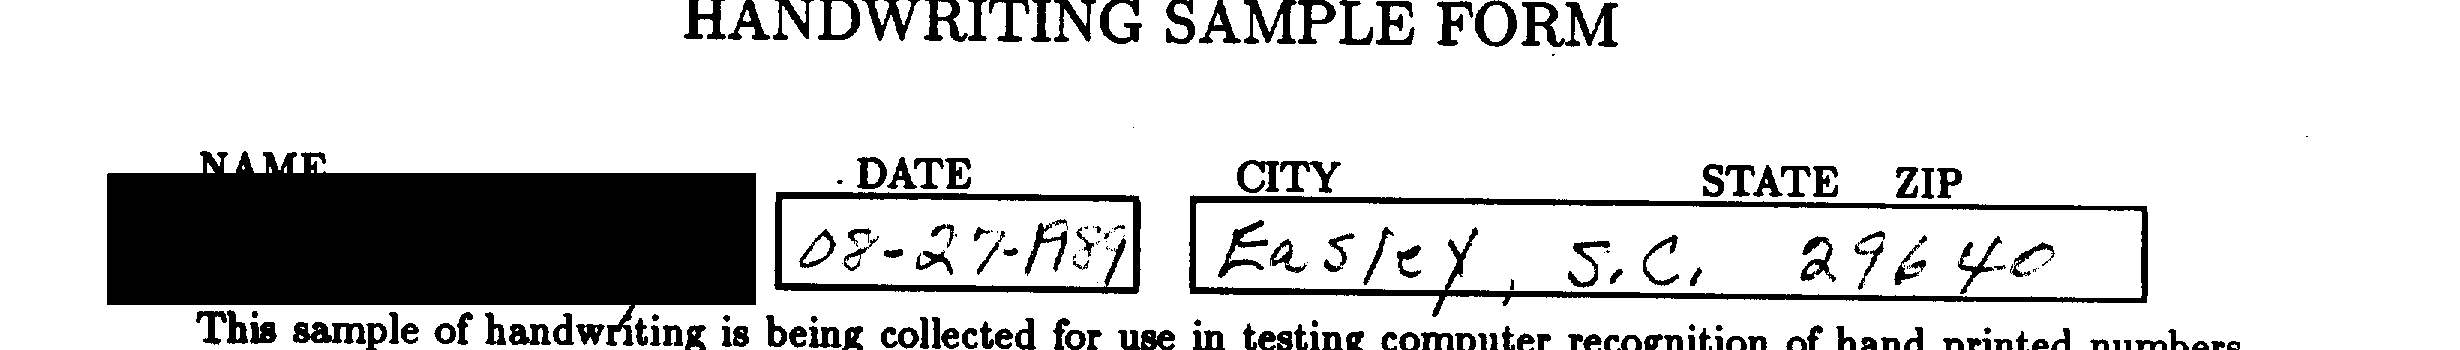 HANDWRITING SAMPLE FORM
NAME DATE CITY STATE ZIP
08-27-1989 Easley, S.C. 29640
This sample of handwriting is being collected for use in testing computer recognition of hand printed numbers